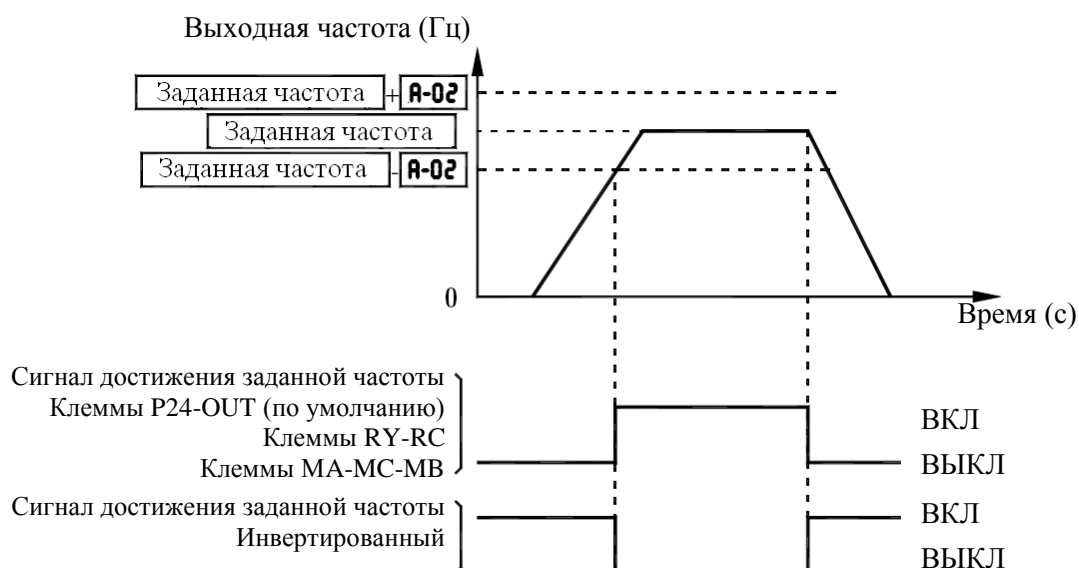 Выходная частота (Гц)
Заданная частота + A-02
Заданная частота
Заданная частота - A-02
0
Время (с)
Сигнал достижения заданной частоты
Клеммы P24-OUT (по умолчанию)
Клеммы RY-RC
Клеммы MA-MC-MB
ВКЛ
ВЫКЛ
Сигнал достижения заданной частоты
Инвертированный
ВКЛ
ВЫКЛ